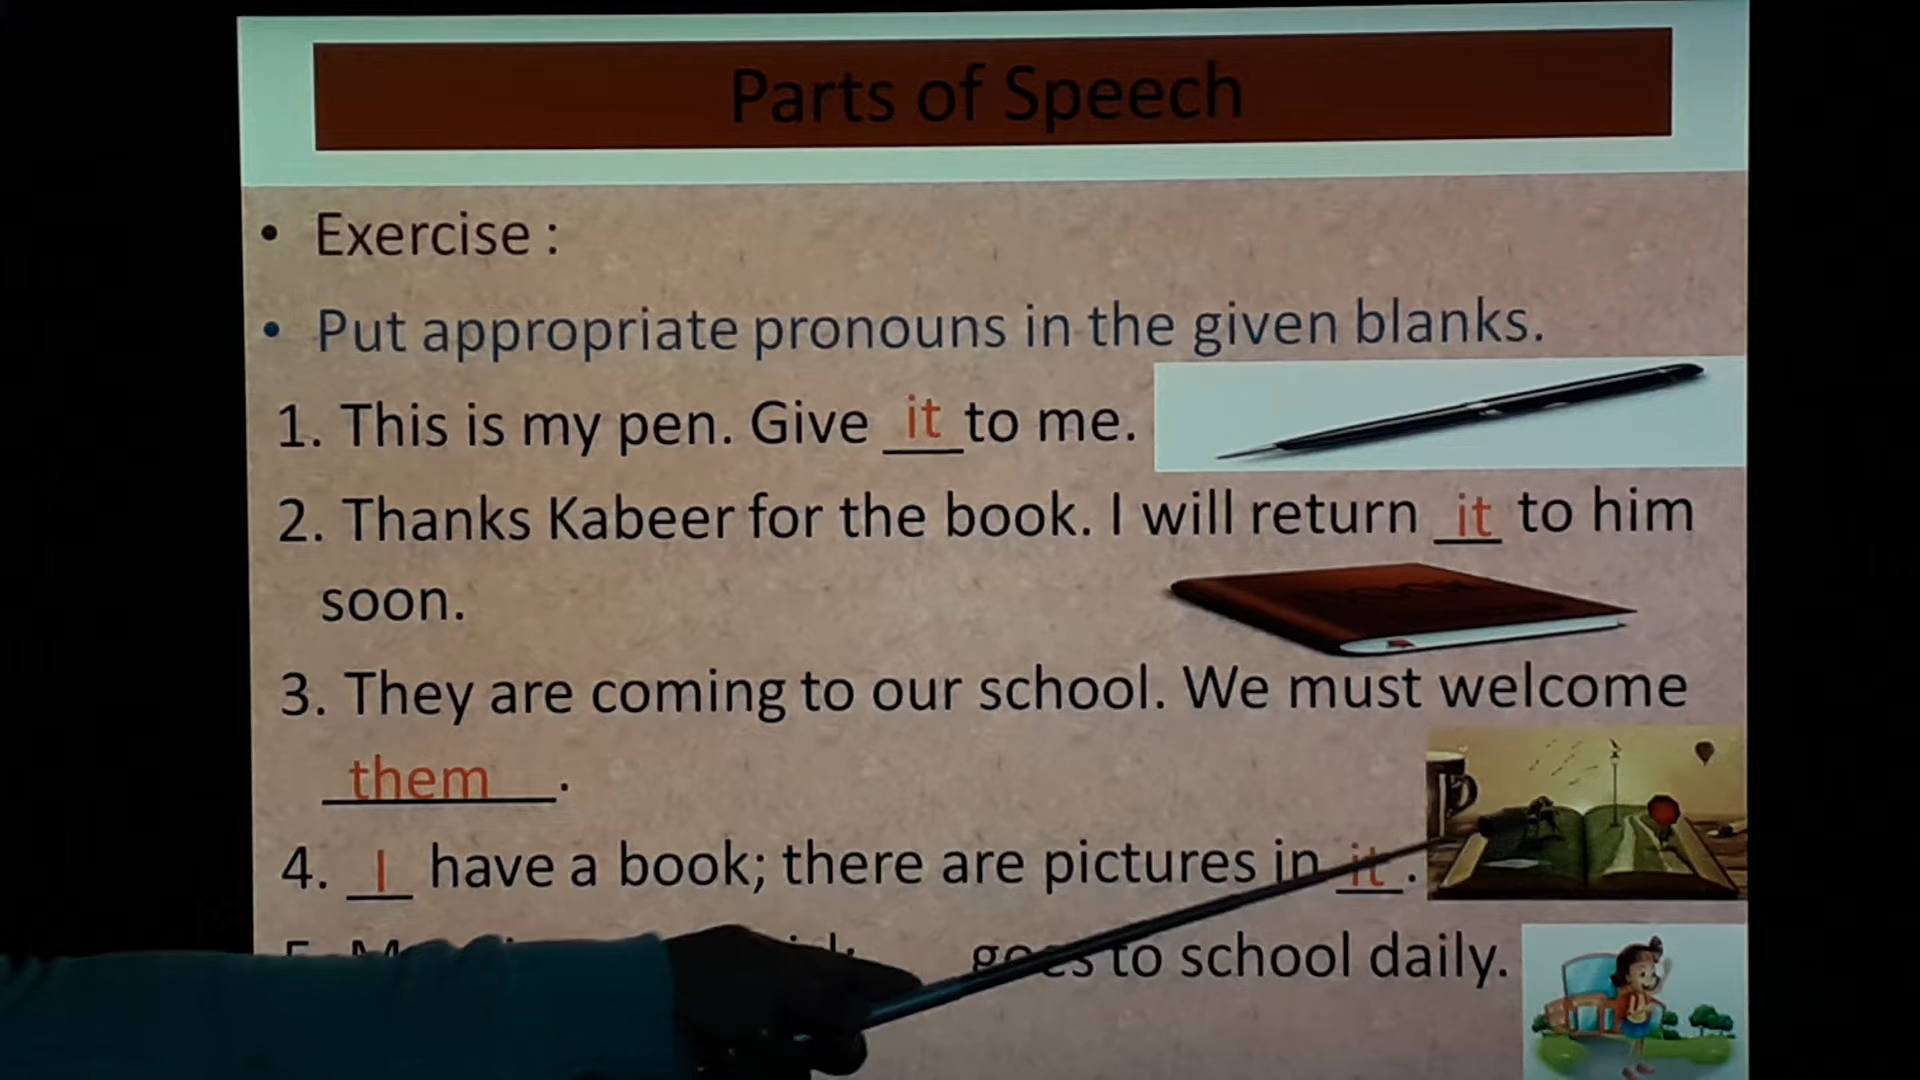 Parts of Speech
• Exercise :
• Put appropriate pronouns in the given blanks.
1. This is my pen. Give it to me.
2. Thanks Kabeer for the book. I will return it to him
soon.
3. They are coming to our school. We must welcome
them.
4. I have a book; there are pictures in it.
5. goes to school daily.